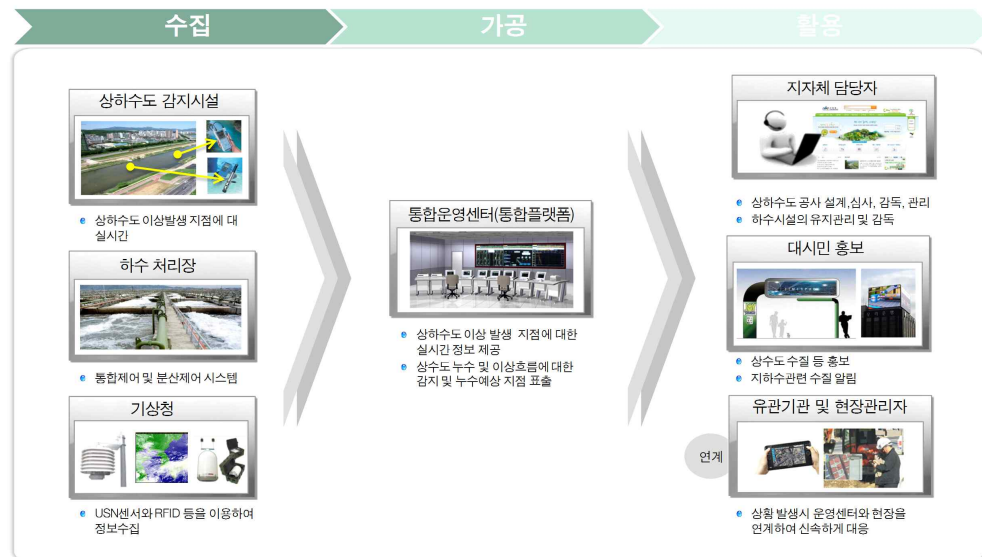 수집
가공
활용
상하수도 감지시설
상하수도 이상발생 지점에 대
실시간
하수 처리장
통합제어 및 분산제어 시스템
기상청
USN센서와 RFID 등을 이용하여
정보수집
통합운영센터(통합플랫폼)
상하수도 이상 발생 지점에 대한
실시간 정보 제공
상수도 누수 및 이상흐름에 대한
감지 및 누수예상 지점 표출
지자체 담당자
상하수도 공사 설계,심사, 감독, 관리
하수시설의 유지관리 및 감독
대시민 홍보
상수도 수질 등 홍보
지하수관련 수질 알림
연계
유관기관 및 현장관리자
상황 발생시 운영센터와 현장을
연계하여 신속하게 대응